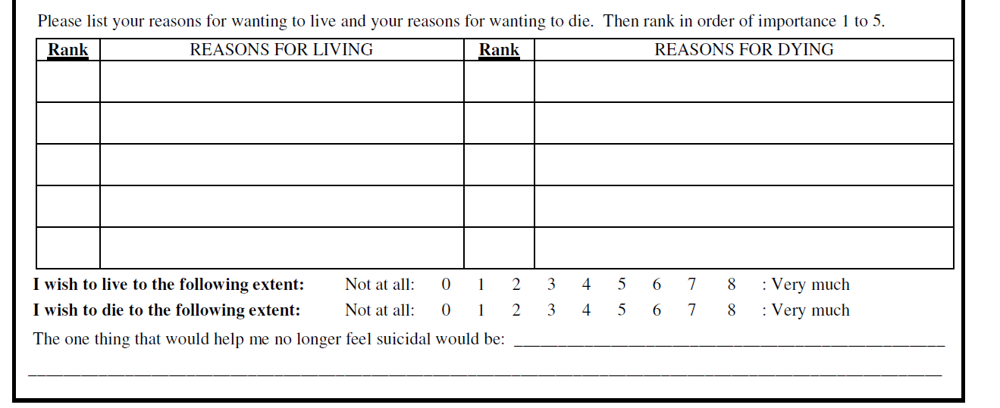 Please list your reasons for wanting to live and your reasons for wanting to die.  Then rank in order of importance 1 to 5.
Rank REASONS FOR LIVING Rank REASONS FOR DYING
I wish to live to the following extent: Not at all: 0 1 2 3 4 5 6 7 8 : Very much
I wish to die to the following extent: Not at all: 0 1 2 3 4 5 6 7 8 : Very much
The one thing that would help me no longer feel suicidal would be: